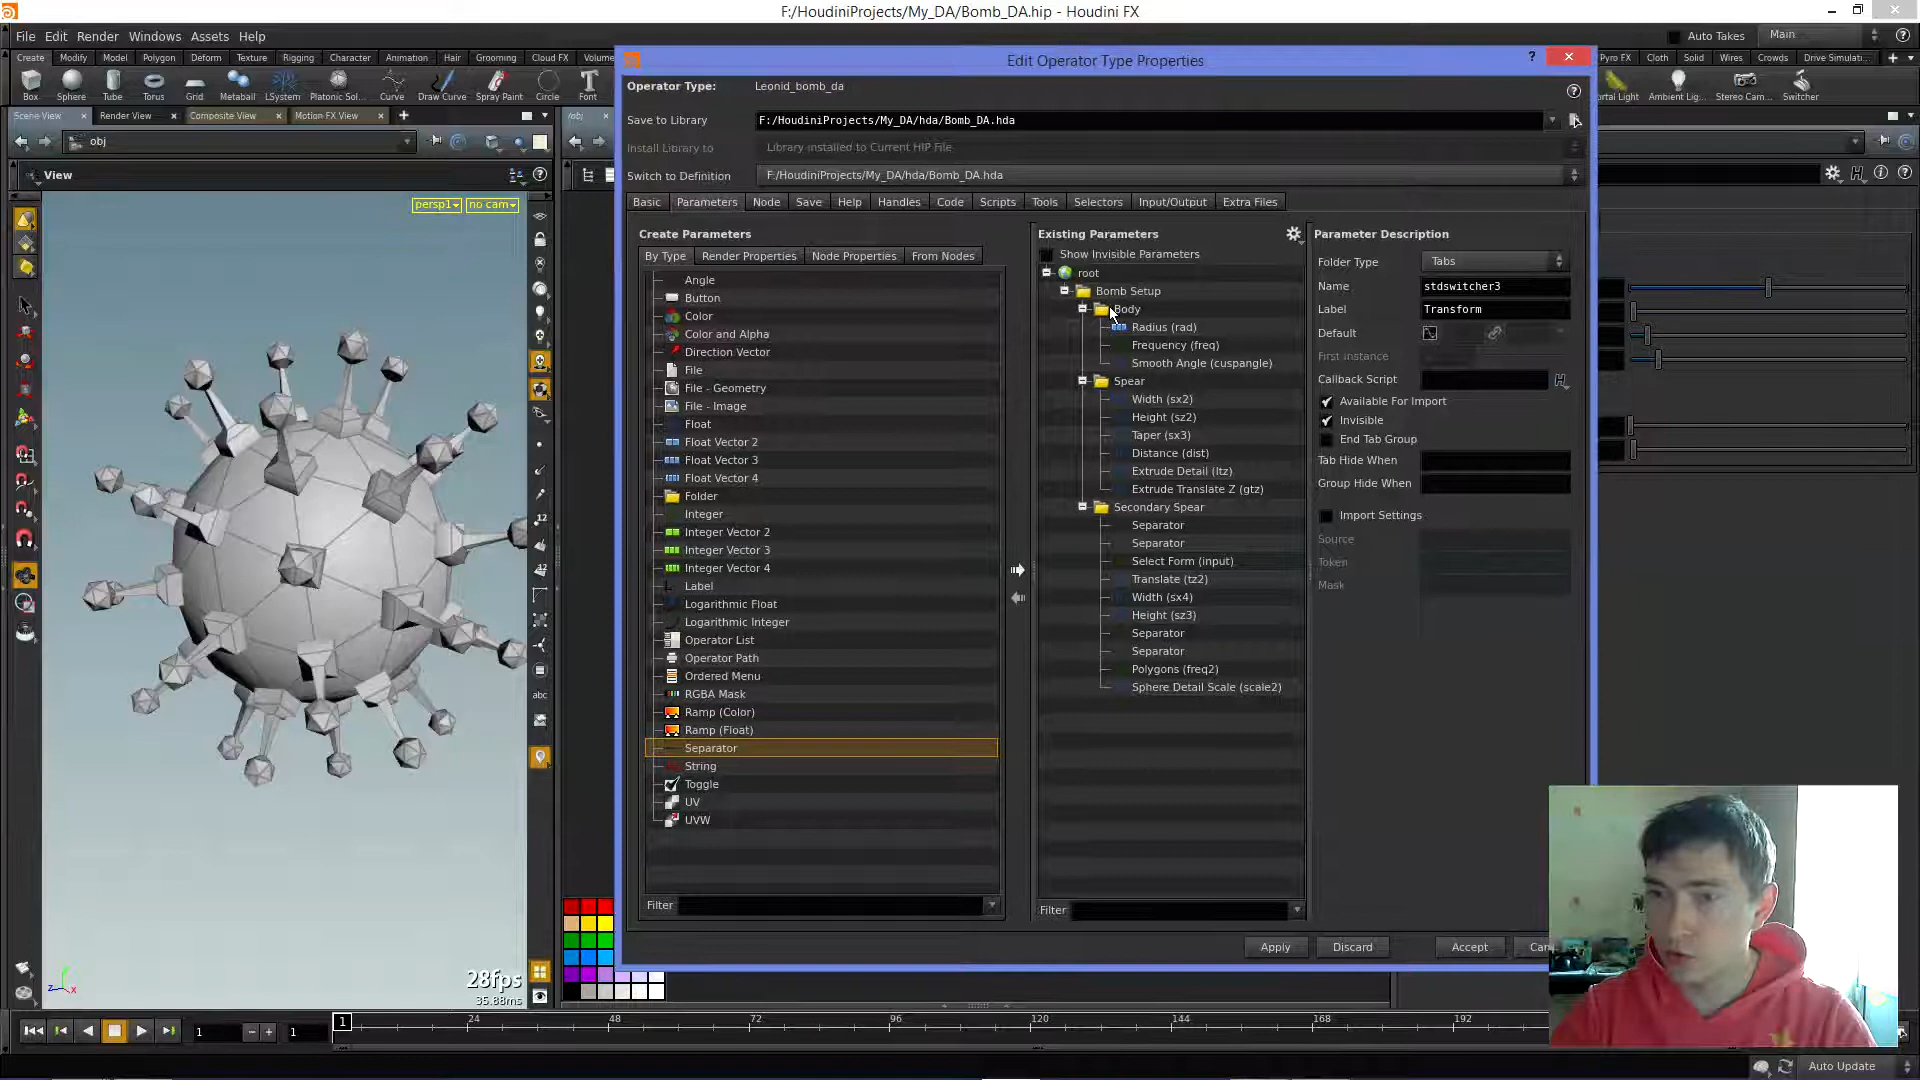 F:/HoudiniProjects/My_DA/Bomb_DA.hip - Houdini FX
File Edit Render Windows Assets Help
Auto Takes
Main
Create Modify Model Polygon Deform Texture Rigging Character Animation Hair Grooming Cloud FX
Pyro FX Cloth Solid Wires Crowds Drive Simulati...
Box Sphere Tube Torus Grid Metaball LSystem Platonic Sol... Curve Draw Curve Spray Paint Circle Font
Ambient Lig... Stereo Cam... Switcher
Scene View Render View Composite View Motion FX View
obj
View
persp1
no cam
28fps
35.88ms
Edit Operator Type Properties
Operator Type: Leonid_bomb_da
Save to Library F:/HoudiniProjects/My_DA/hda/Bomb_DA.hda
Install Library to Library installed to Current HIP File
Switch to Definition F:/HoudiniProjects/My_DA/hda/Bomb_DA.hda
Basic Parameters Node Save Help Handles Code Scripts Tools Selectors Input/Output Extra Files
Create Parameters
By Type Render Properties Node Properties From Nodes
Angle
Button
Color
Color and Alpha
Direction Vector
File
File - Geometry
File - Image
Float
Float Vector 2
Float Vector 3
Float Vector 4
Folder
Integer
Integer Vector 2
Integer Vector 3
Integer Vector 4
Label
Logarithmic Float
Logarithmic Integer
Operator List
Operator Path
Ordered Menu
RGBA Mask
Ramp (Color)
Ramp (Float)
Separator
String
Toggle
UV
UVW
Filter
Existing Parameters
Show Invisible Parameters
root
Bomb Setup
Body
Radius (rad)
Frequency (freq)
Smooth Angle (cuspangle)
Spear
Width (sx2)
Height (sz2)
Taper (sx3)
Distance (dist)
Extrude Detail (ltz)
Extrude Translate Z (gtz)
Secondary Spear
Separator
Separator
Select Form (input)
Translate (tz2)
Width (sx4)
Height (sz3)
Separator
Separator
Polygons (freq2)
Sphere Detail Scale (scale2)
Filter
Parameter Description
Folder Type Tabs
Name stdswitcher3
Label Transform
Default
First Instance
Callback Script
Available For Import
Invisible
End Tab Group
Tab Hide When
Group Hide When
Import Settings
Source
Token
Mask
Apply Discard Accept
1 1 1 24 48 72 96 120 144 168 192
Auto Update